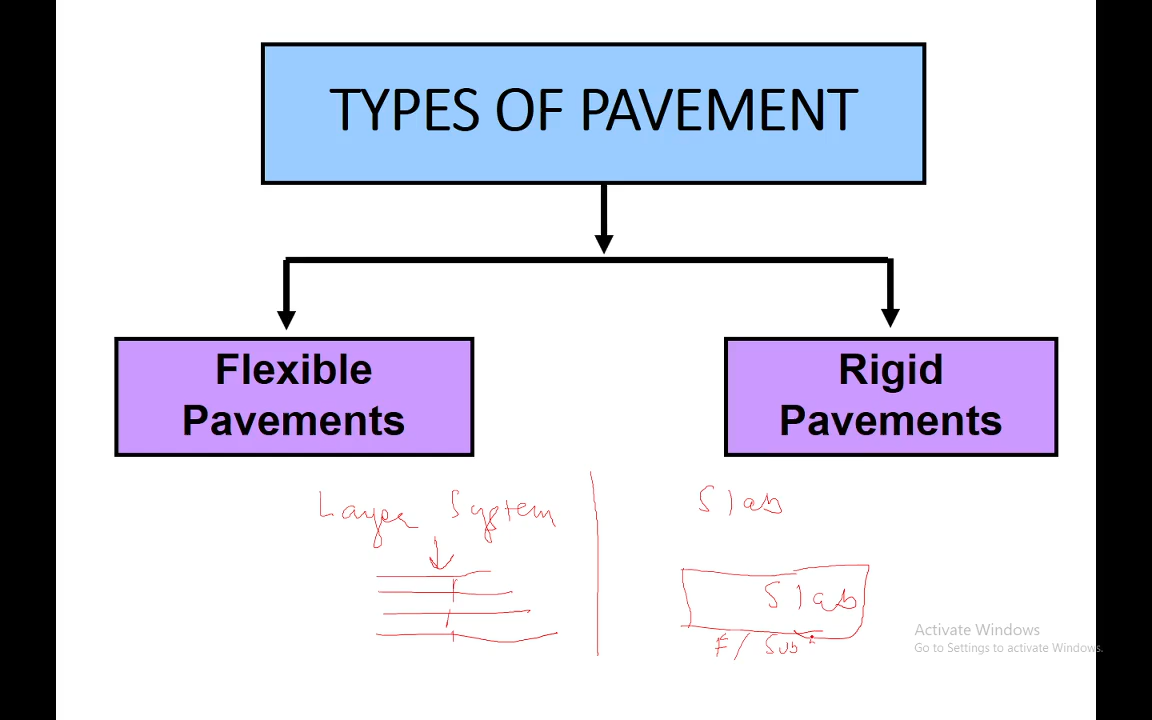 TYPES OF PAVEMENT
Flexible
Pavements
Rigid
Pavements
Layer System
Slab
Slab
F / Sub
Activate Windows
Go to Settings to activate Windows.